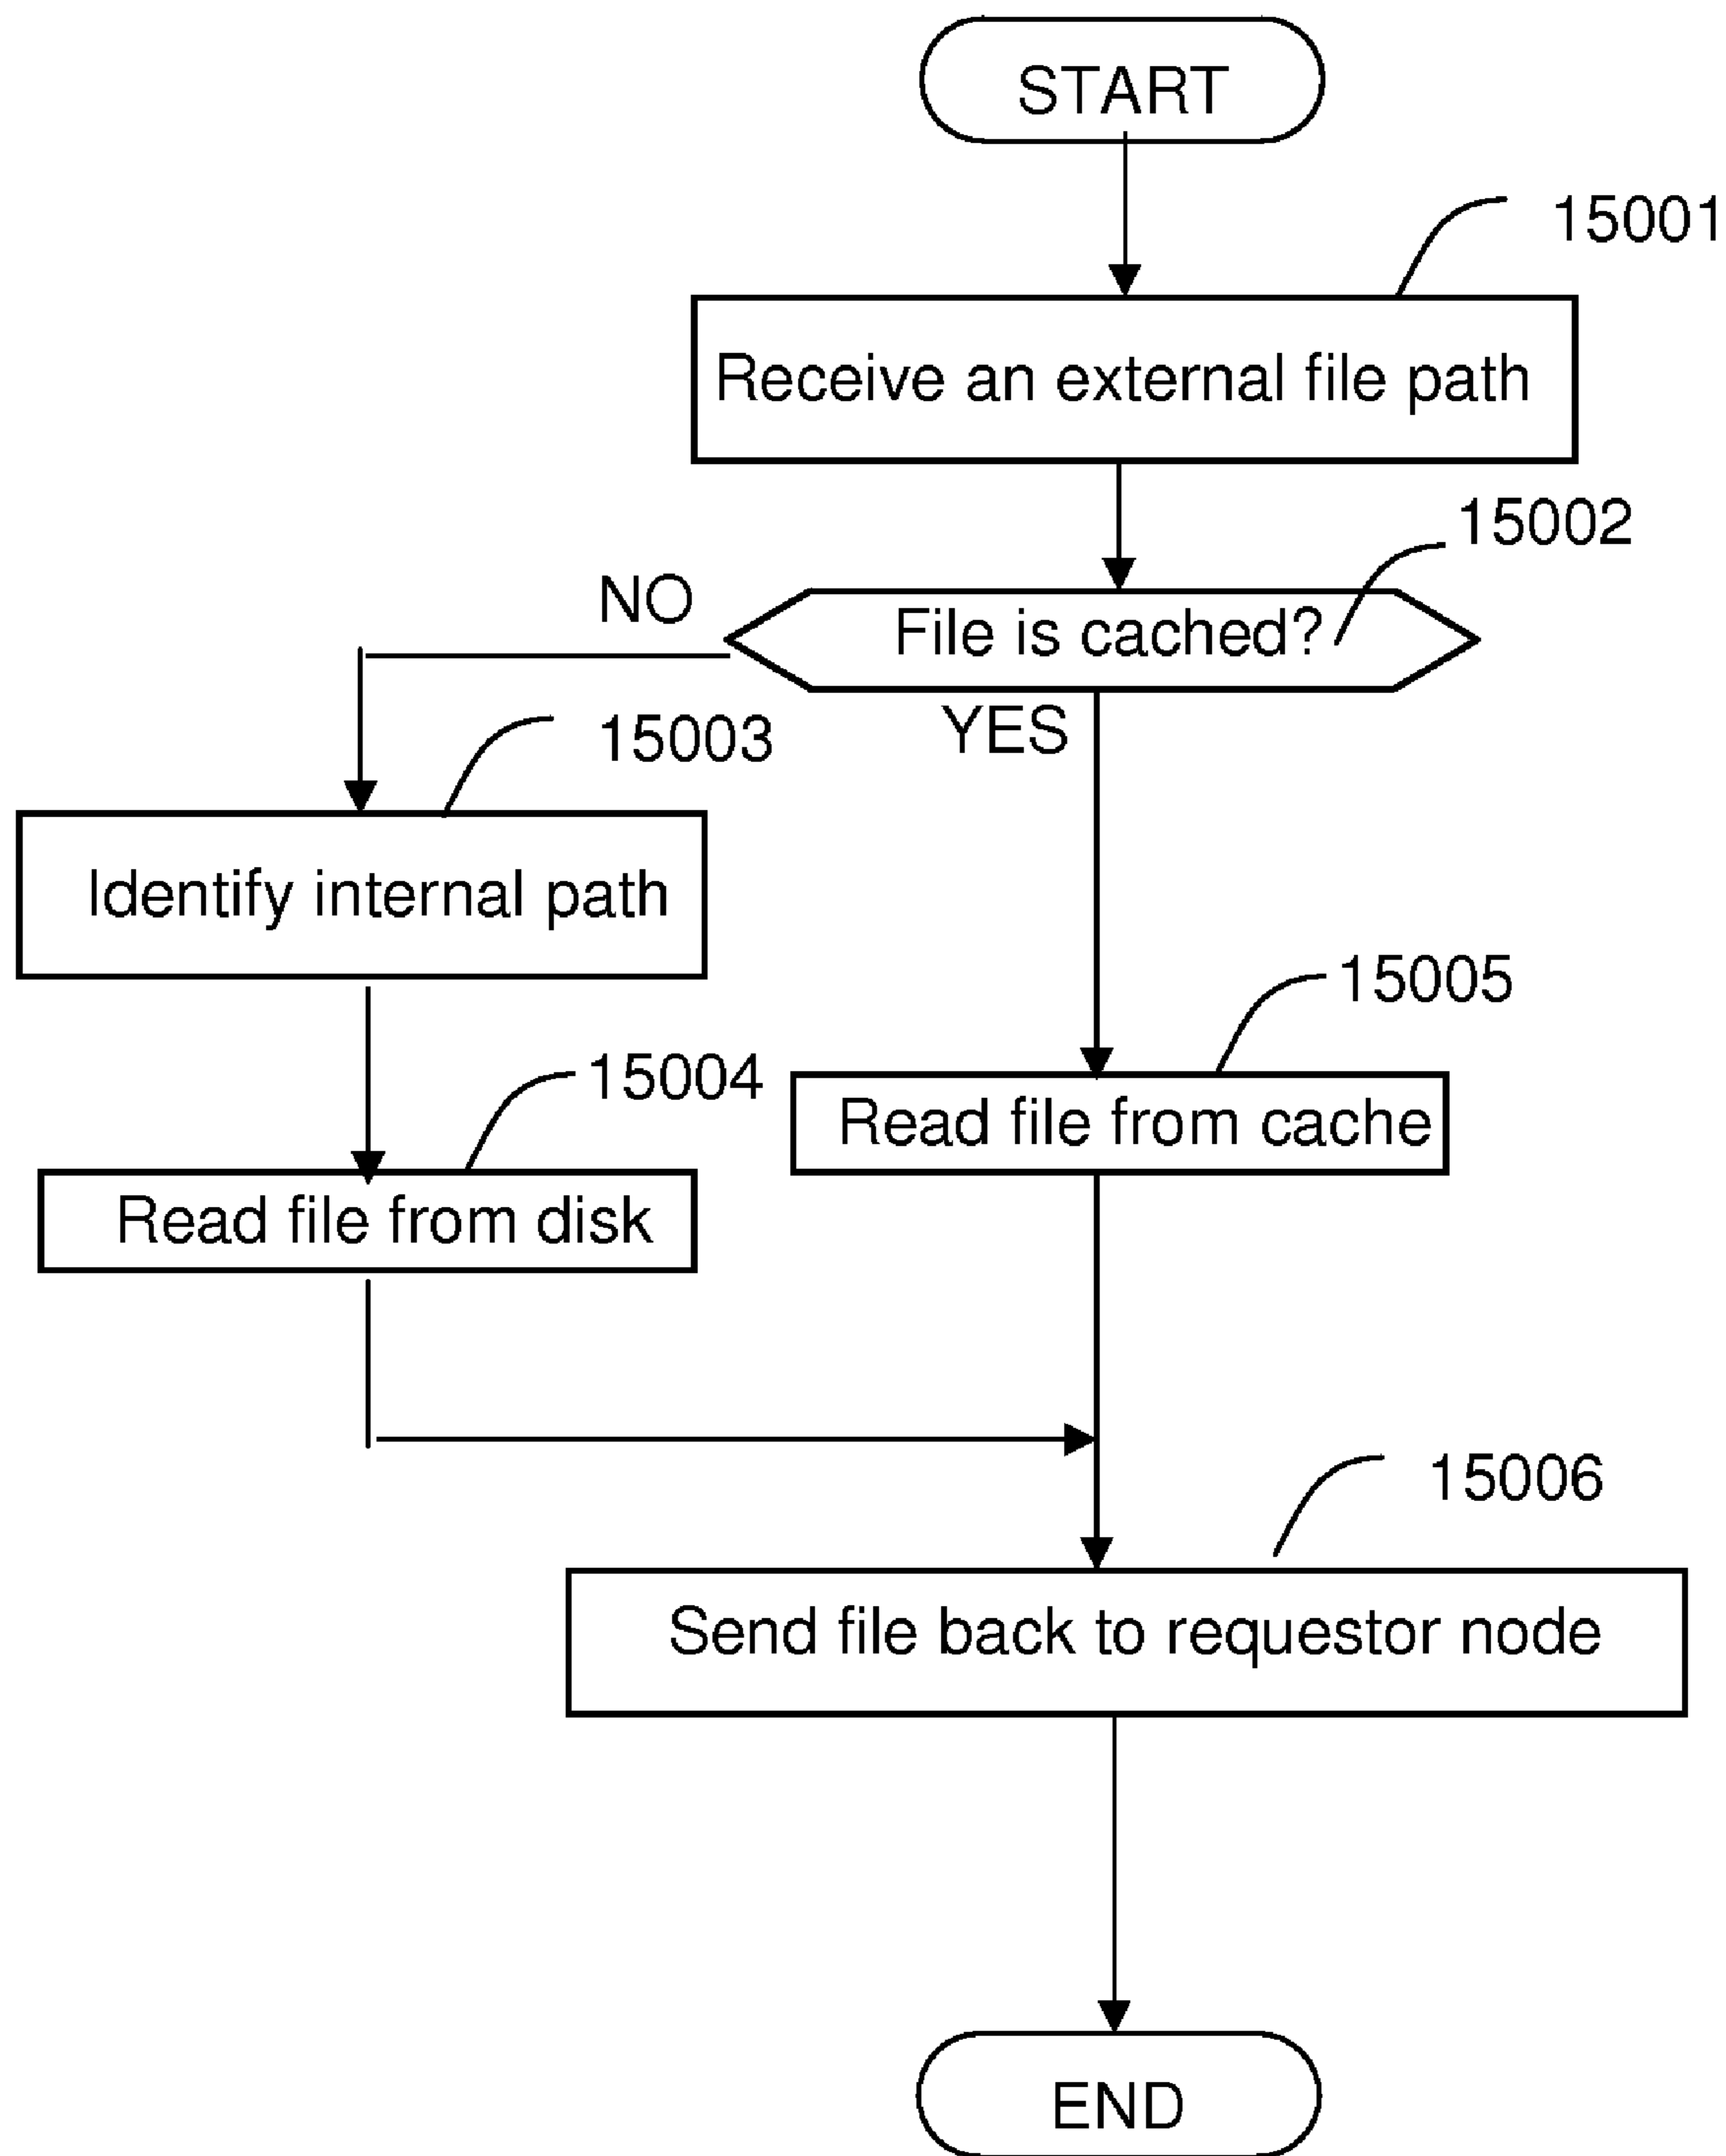 START
15001
Receive an external file path
15002
NO
File is cached?
YES
15003
Identify internal path
15005
15004
Read file from cache
Read file from disk
15006
Send file back to requestor node
END